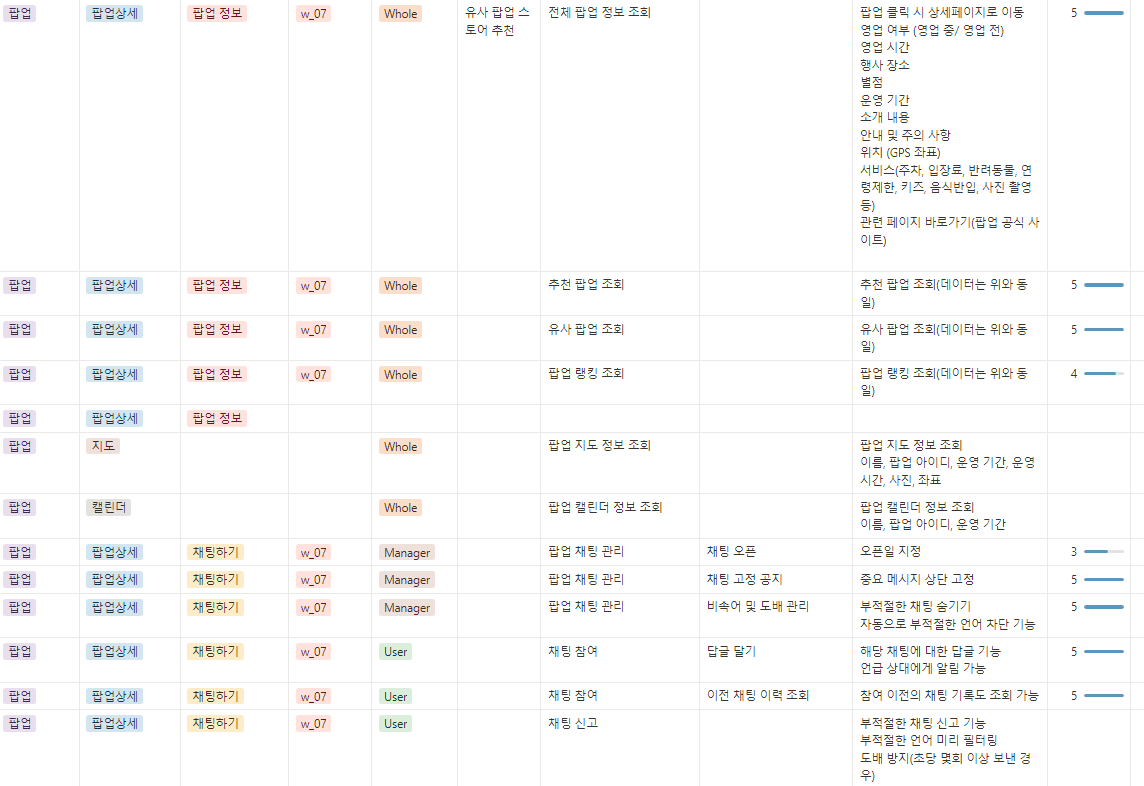 팝업 팝업상세 팝업 정보 w_07 Whole 유사 팝업 스 전체 팝업 정보 조회 팝업 클릭 시 상세페이지로 이동 5
토어 추천 영업 여부 (영업 중/ 영업 전)
영업 시간
행사 장소
별점
운영 기간
소개 내용
안내 및 주의 사항
위치 (GPS 좌표)
서비스(주차, 입장료, 반려동물, 연
령제한, 키즈, 음식반입, 사진 촬영
등)
관련 페이지 바로가기(팝업 공식 사
이트)
팝업 팝업상세 팝업 정보 w_07 Whole 추천 팝업 조회 추천 팝업 조회(데이터는 위와 동 5
일)
팝업 팝업상세 팝업 정보 w_07 Whole 유사 팝업 조회 유사 팝업 조회(데이터는 위와 동 5
일)
팝업 팝업상세 팝업 정보 w_07 Whole 팝업 랭킹 조회 팝업 랭킹 조회(데이터는 위와 동 4
일)
팝업 팝업상세 팝업 정보
팝업 지도 Whole 팝업 지도 정보 조회 팝업 지도 정보 조회
이름, 팝업 아이디, 운영 기간, 운영
시간, 사진, 좌표
팝업 캘린더 Whole 팝업 캘린더 정보 조회 팝업 캘린더 정보 조회
이름, 팝업 아이디, 운영 기간
팝업 팝업상세 채팅하기 w_07 Manager 팝업 채팅 관리 채팅 오픈 오픈일 지정 3
팝업 팝업상세 채팅하기 w_07 Manager 팝업 채팅 관리 채팅 고정 공지 중요 메시지 상단 고정 5
팝업 팝업상세 채팅하기 w_07 Manager 팝업 채팅 관리 비속어 및 도배 관리 부적절한 채팅 숨기기 5
자동으로 부적절한 언어 차단 기능
팝업 팝업상세 채팅하기 w_07 User 채팅 참여 답글 달기 해당 채팅에 대한 답글 기능 5
언급 상대에게 알림 가능
팝업 팝업상세 채팅하기 w_07 User 채팅 참여 이전 채팅 이력 조회 참여 이전의 채팅 기록도 조회 가능 5
팝업 팝업상세 채팅하기 w_07 User 채팅 신고 부적절한 채팅 신고 기능
부적절한 언어 미리 필터링
도배 방지(초당 몇회 이상 보낸 경
우)